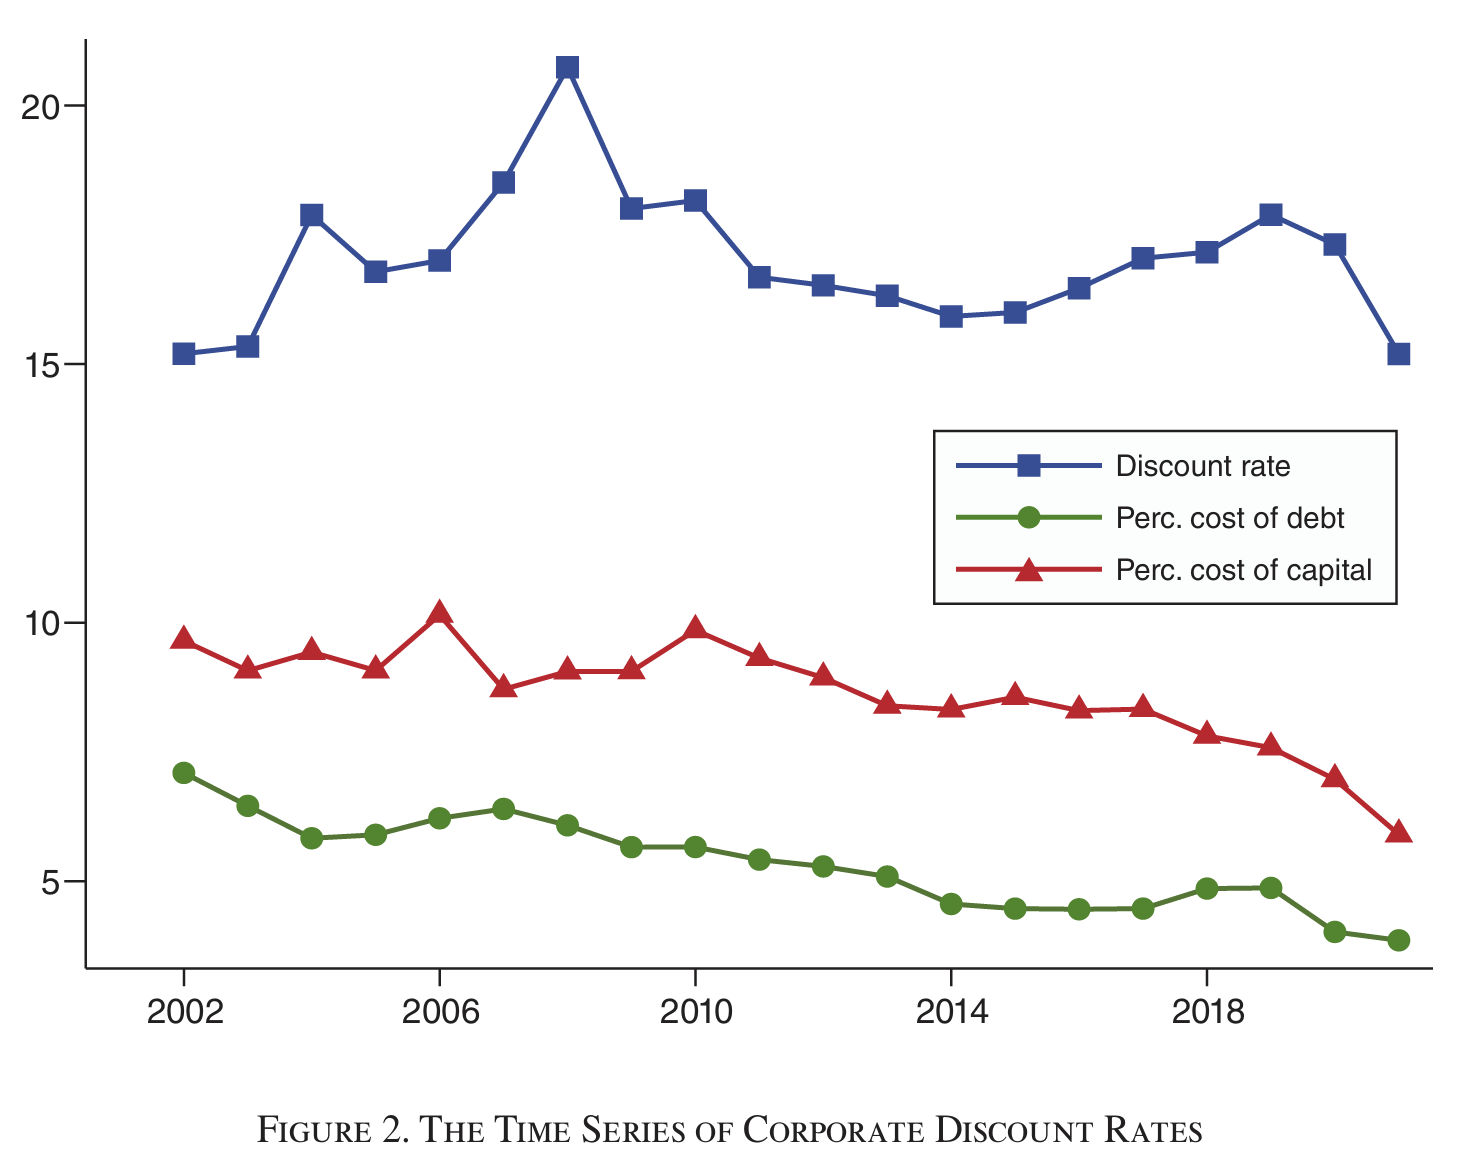 20
15
10
5
Discount rate
Perc. cost of debt
Perc. cost of capital
2002 2006 2010 2014 2018
FIGURE 2. THE TIME SERIES OF CORPORATE DISCOUNT RATES